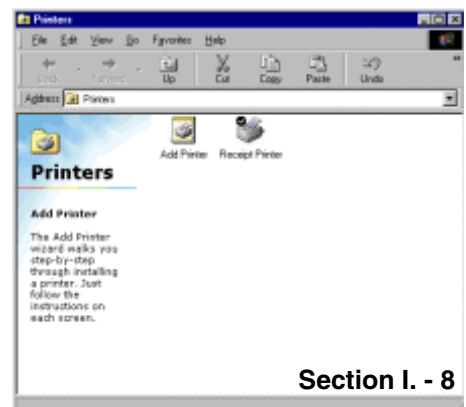 Printers
File Edit View Go Favorites Help
Back Forward Up Cut Copy Paste Undo
Address Printers
Add Printer Receipt Printer
Printers
Add Printer
The Add Printer
wizard walks you
step-by-step
through installing
a printer. Just
follow the
instructions on
each screen.
Section I. - 8